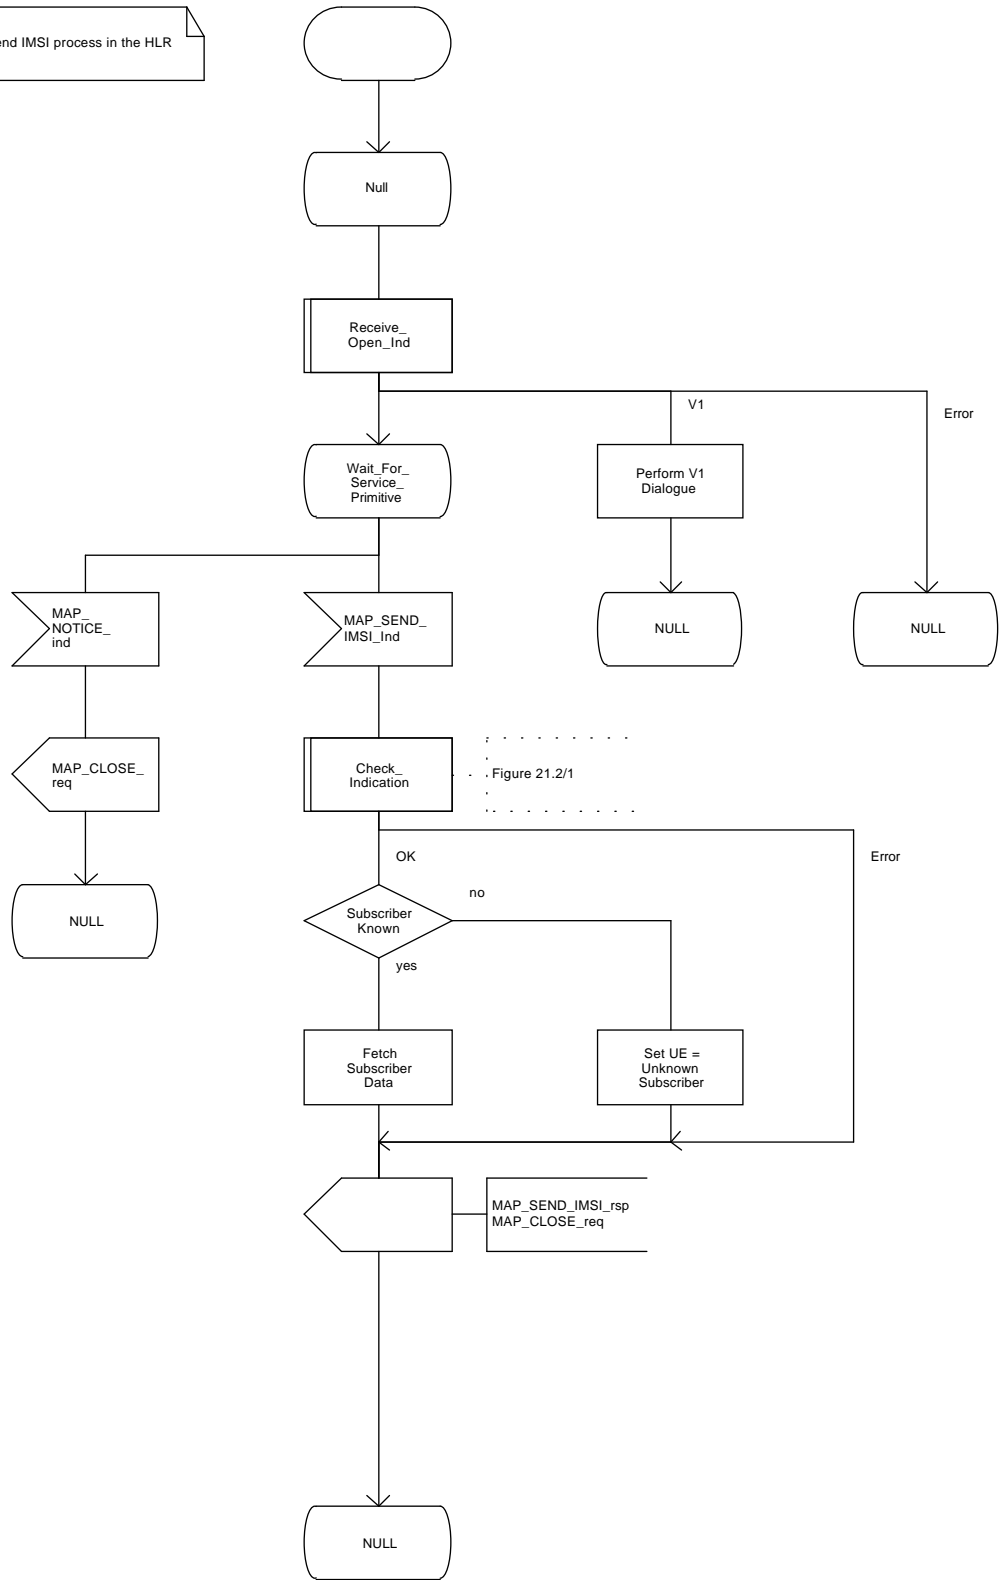 IMSI process in the HLR
Null
Receive_
Open_Ind
V1
Error
Wait_For_
Service_
Primitive
Perform V1
Dialogue
MAP_
NOTICE_
ind
MAP_SEND_
IMSI_Ind
NULL
NULL
MAP_CLOSE_
req
Check_
Indication
Figure 21.2/1
OK
Error
no
Subscriber
Known
NULL
yes
Fetch
Subscriber
Data
Set UE =
Unknown
Subscriber
MAP_SEND_IMSI_rsp
MAP_CLOSE_req
NULL